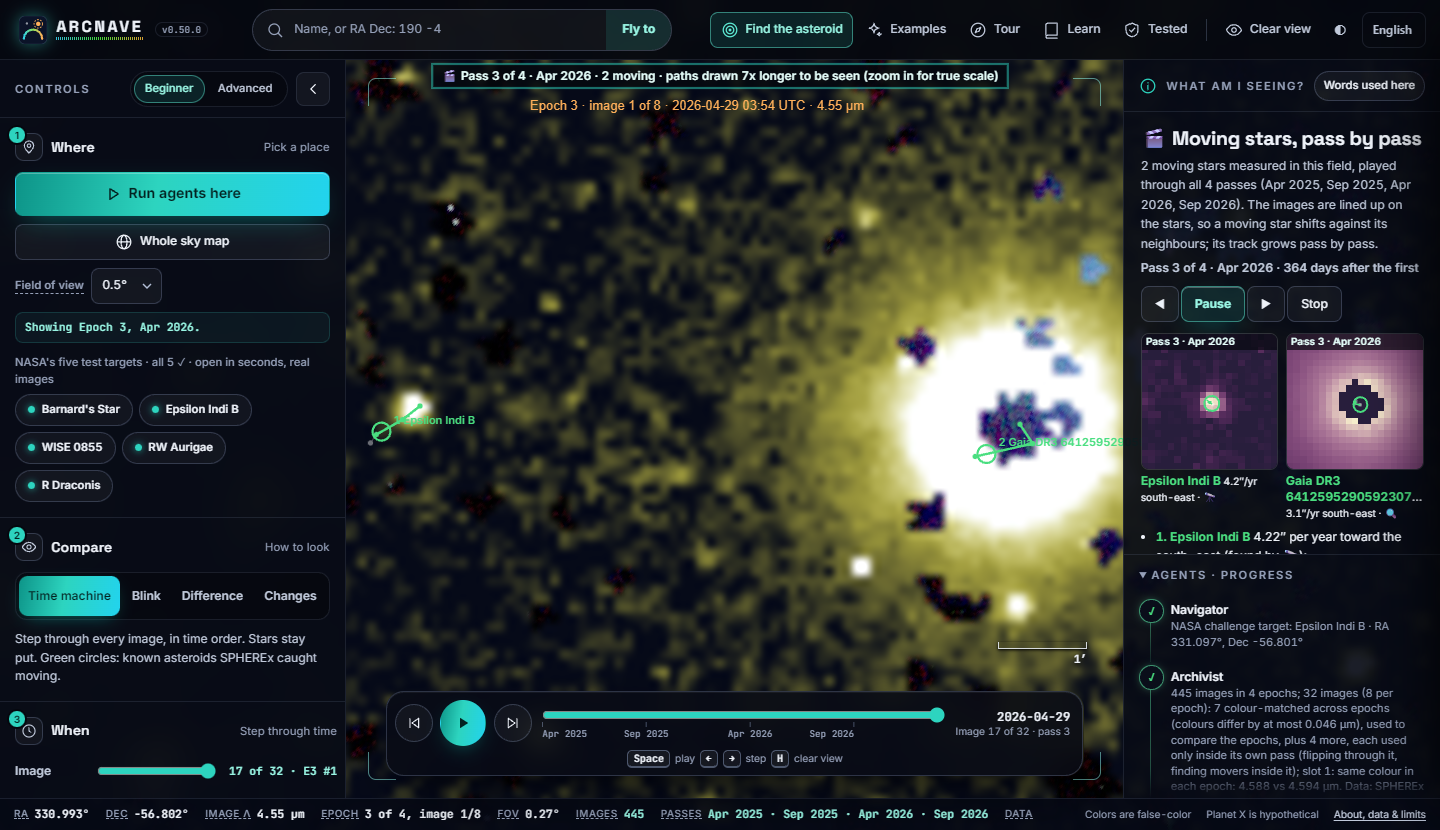 ARCNAVE v0.50.0
Name, or RA Dec: 190 -4
Fly to
Find the asteroid
Examples
Tour
Learn
Tested
Clear view
English
CONTROLS
Beginner
Advanced
1
Where
Pick a place
Run agents here
Whole sky map
Field of view
0.5°
Showing Epoch 3, Apr 2026.
NASA's five test targets · all 5 ✓ · open in seconds, real
images
Barnard's Star
Epsilon Indi B
WISE 0855
RW Aurigae
R Draconis
2
Compare
How to look
Time machine
Blink
Difference
Changes
Step through every image, in time order. Stars stay
put. Green circles: known asteroids SPHEREx caught
moving.
3
When
Step through time
Image
17 of 32 · E3 #1
Pass 3 of 4 · Apr 2026 · 2 moving · paths drawn 7x longer to be seen (zoom in for true scale)
Epoch 3 · image 1 of 8 · 2026-04-29 03:54 UTC · 4.55 µm
1 Epsilon Indi B
2 Gaia DR3 641259529
1′
Apr 2025
Sep 2025
Apr 2026
Sep 2026
2026-04-29
Image 17 of 32 · pass 3
Space play ← → step H clear view
WHAT AM I SEEING?
Words used here
Moving stars, pass by pass
2 moving stars measured in this field, played
through all 4 passes (Apr 2025, Sep 2025, Apr
2026, Sep 2026). The images are lined up on
the stars, so a moving star shifts against its
neighbours; its track grows pass by pass.
Pass 3 of 4 · Apr 2026 · 364 days after the first
Pause
Stop
Pass 3 · Apr 2026
Epsilon Indi B 4.2″/yr
south-east ·
Pass 3 · Apr 2026
Gaia DR3
6412595290592307...
3.1″/yr south-east ·
• 1. Epsilon Indi B 4.22″ per year toward the
south-east (found by
AGENTS · PROGRESS
Navigator
NASA challenge target: Epsilon Indi B · RA
331.097°, Dec -56.801°
Archivist
445 images in 4 epochs; 32 images (8 per
epoch): 7 colour-matched across epochs
(colours differ by at most 0.046 µm), used to
compare the epochs, plus 4 more, each used
only inside its own pass (flipping through it,
finding movers inside it); slot 1: same colour in
each epoch: 4.588 vs 4.594 µm. Data: SPHEREx
RA 330.993°
DEC -56.802°
IMAGE Λ 4.55 µm
EPOCH 3 of 4, image 1/8
FOV 0.27°
IMAGES 445
PASSES Apr 2025 · Sep 2025 · Apr 2026 · Sep 2026
DATA
Colors are false-color
Planet X is hypothetical
About, data & limits